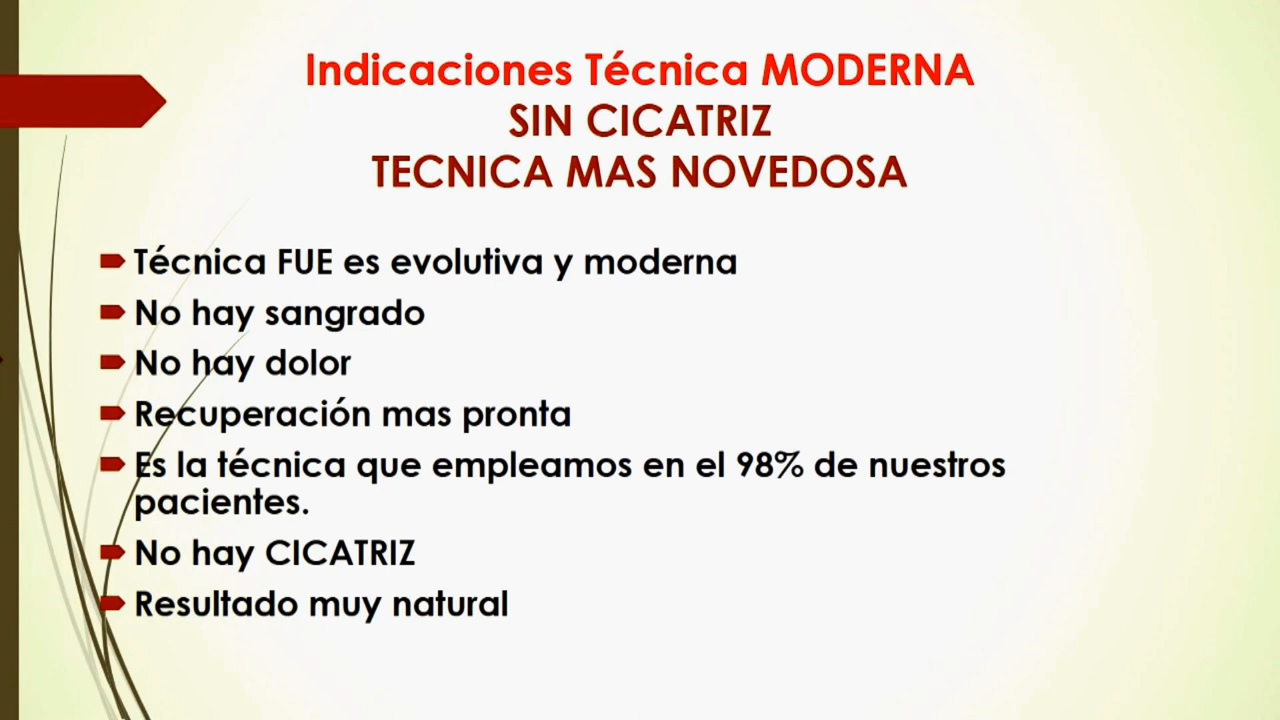 Indicaciones Técnica MODERNA
SIN CICATRIZ
TECNICA MAS NOVEDOSA
Técnica FUE es evolutiva y moderna
No hay sangrado
No hay dolor
Recuperación mas pronta
Es la técnica que empleamos en el 98% de nuestros
pacientes.
No hay CICATRIZ
Resultado muy natural